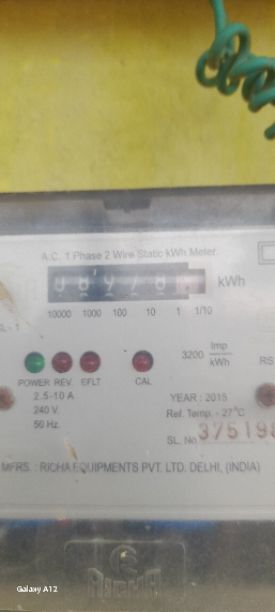 A.C. 1 Phase 2 Wire Static kWh Meter.
kWh
10000 1000 100 10 1 1/10
3200 Imp/kWh
POWER REV. E/LT CAL
2.5-10 A
240 V.
50 Hz.
YEAR : 2015
Ref. Temp. - 27°C
SL. No 375198
MFRS. : RICHA EQUIPMENTS PVT. LTD. DELHI, (INDIA)
Galaxy A12